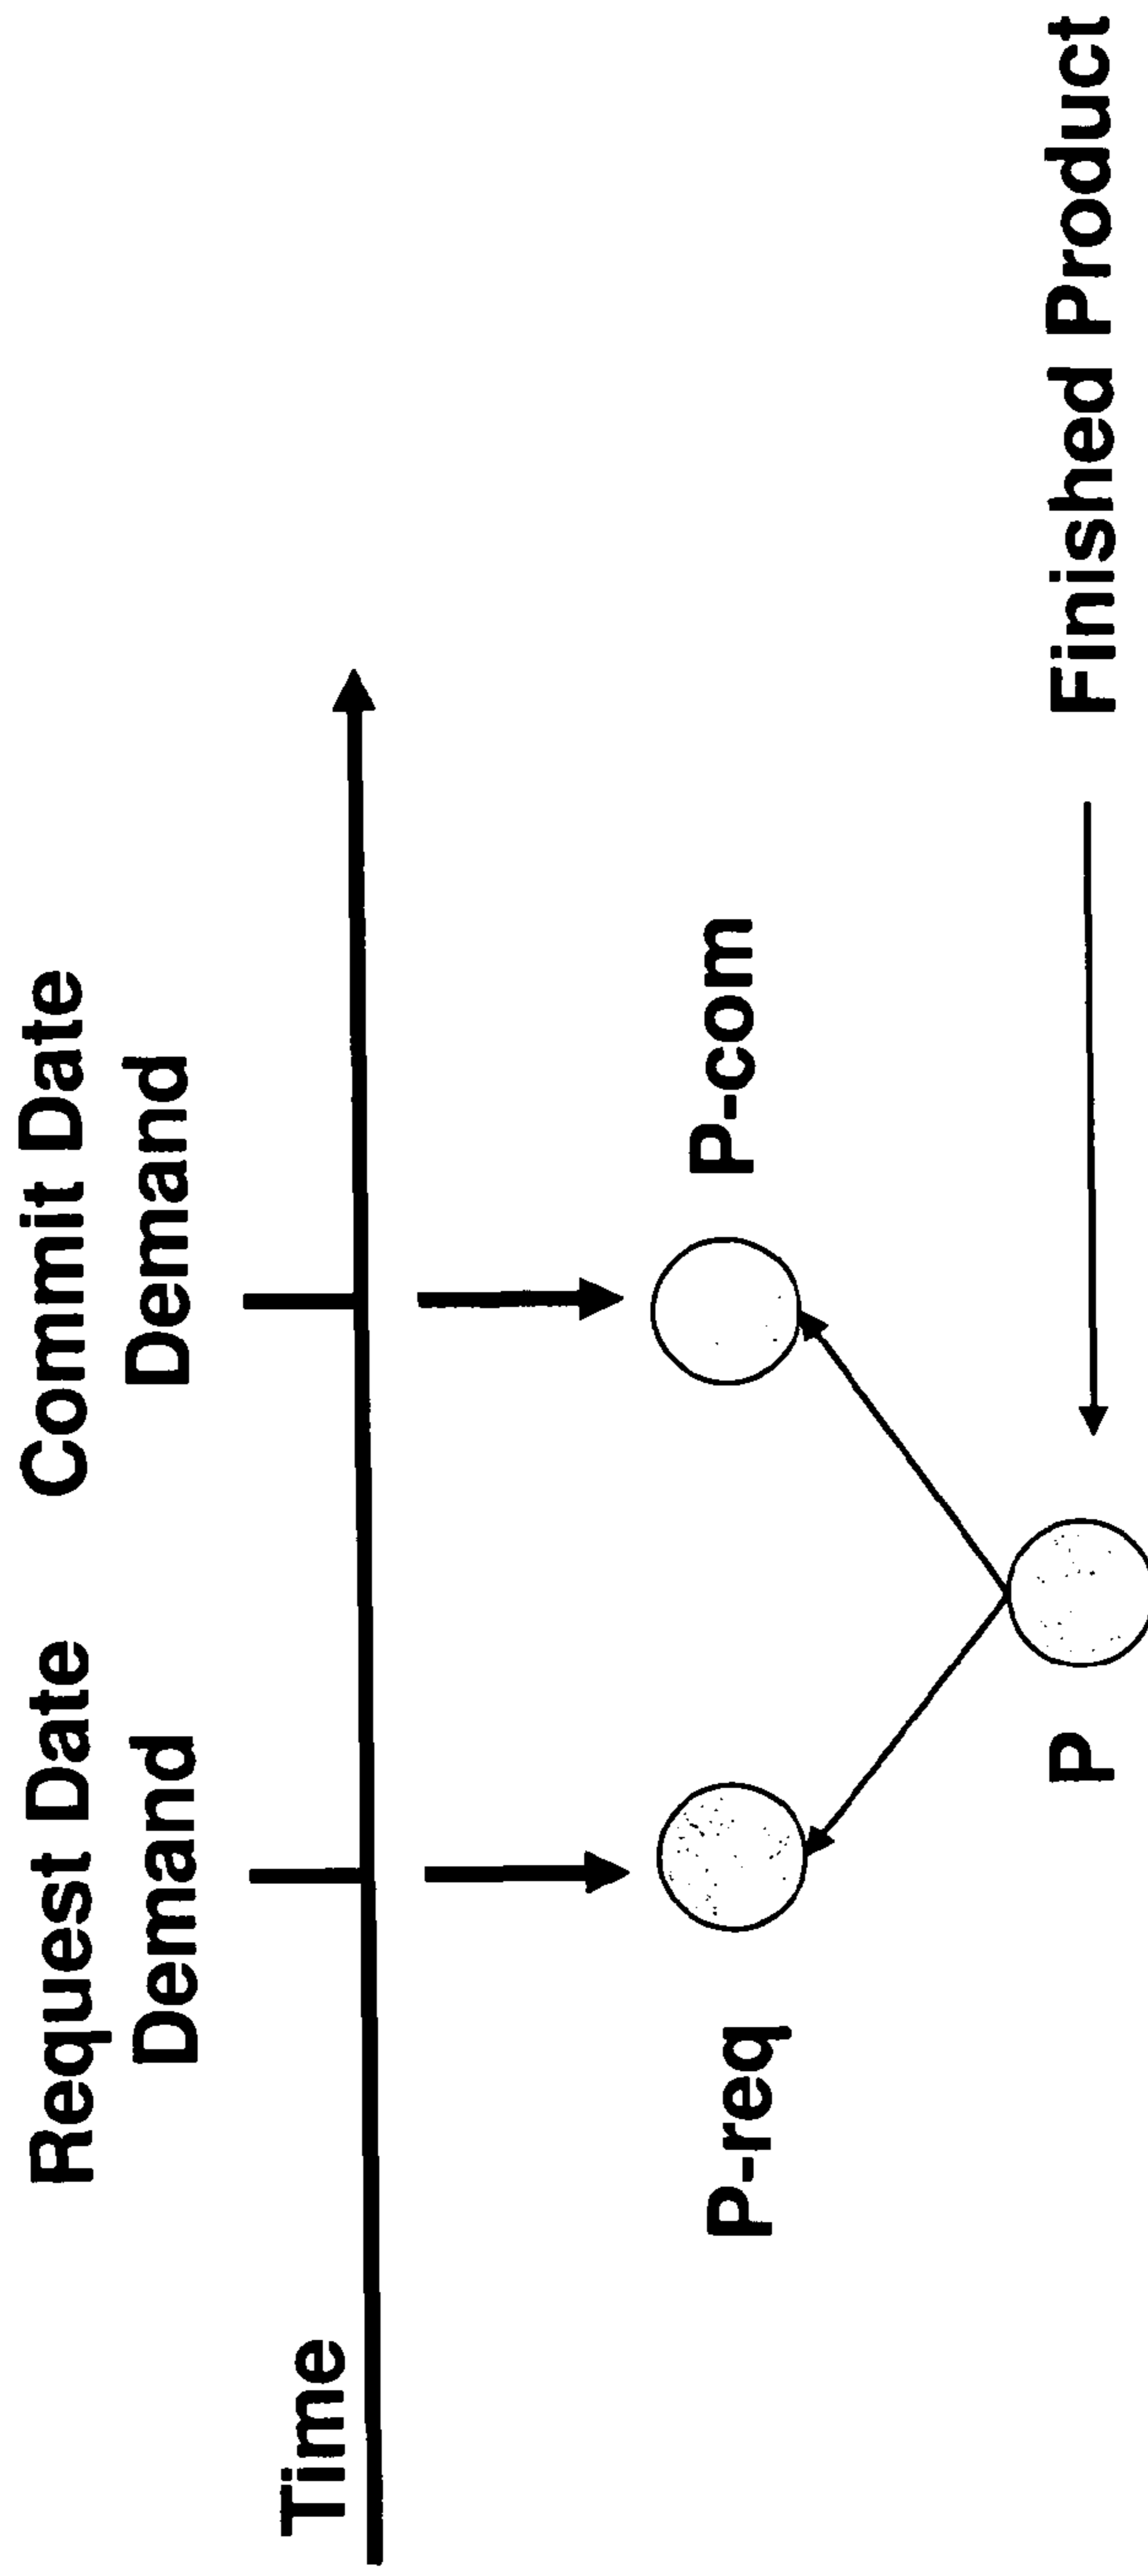 Request Date
Demand
Commit Date
Demand
Time
P-req
P-com
P
Finished Product